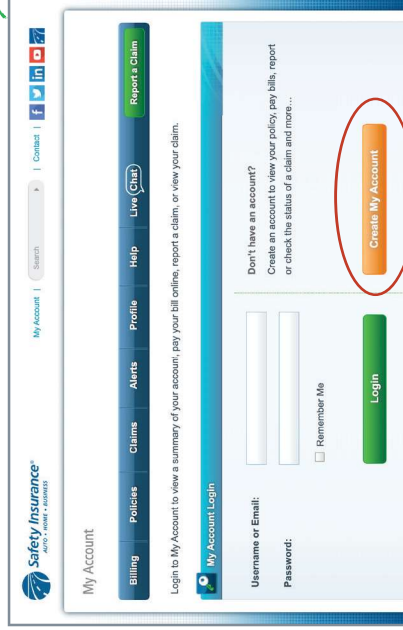 Safety Insurance®
AUTO • HOME • BUSINESS
My Account | Search | Contact | f in
My Account
Billing Policies Claims Alerts Profile Help Live Chat Report a Claim
Login to My Account to view a summary of your account, pay your bill online, report a claim, or view your claim.
My Account Login
Username or Email:
Password:
Remember Me
Login
Don't have an account?
Create an account to view your policy, pay bills, report
or check the status of a claim and more...
Create My Account